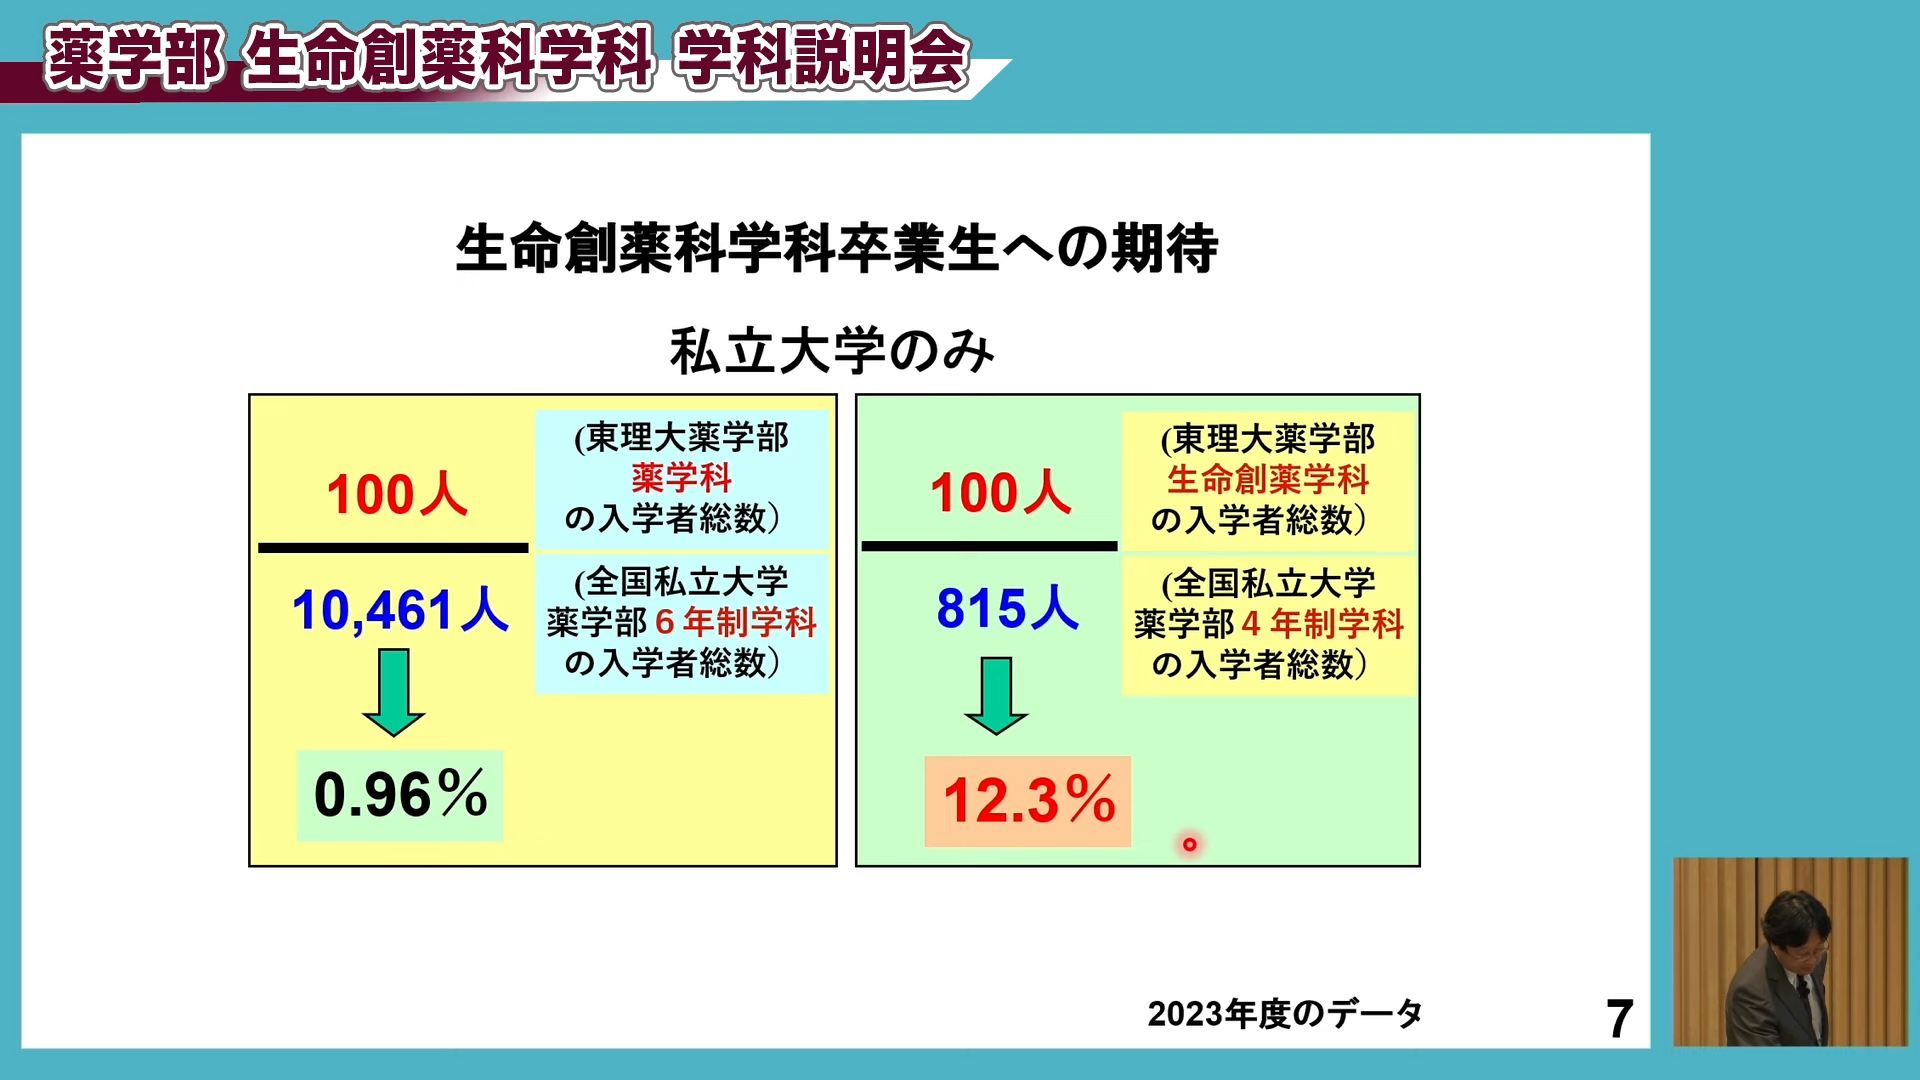 薬学部 生命創薬科学科 学科説明会
生命創薬科学科卒業生への期待
私立大学のみ
100人
(東理大薬学部
薬学科
の入学者総数）
10,461人
(全国私立大学
薬学部６年制学科
の入学者総数）
0.96％
100人
(東理大薬学部
生命創薬学科
の入学者総数）
815人
(全国私立大学
薬学部４年制学科
の入学者総数）
12.3％
2023年度のデータ
7